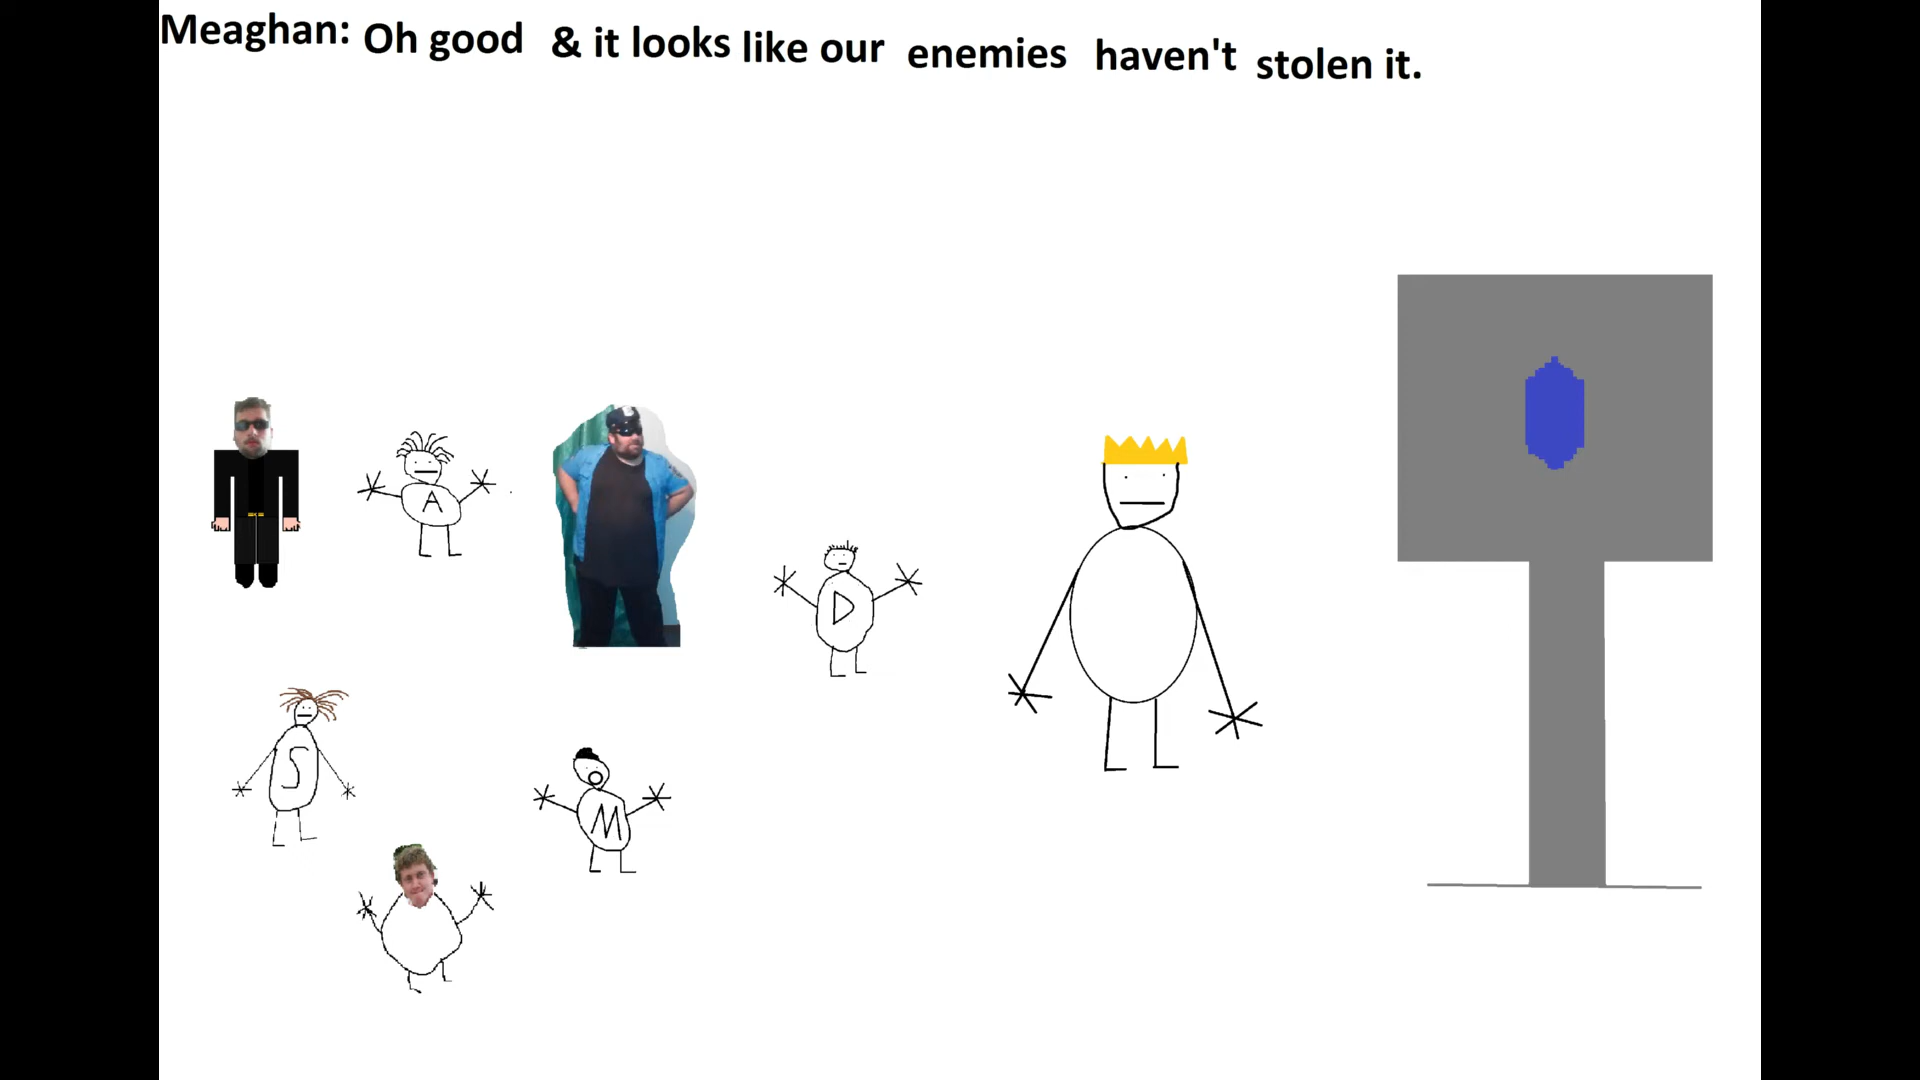 Meaghan: Oh good & it looks like our enemies haven't stolen it.
A
D
S
M